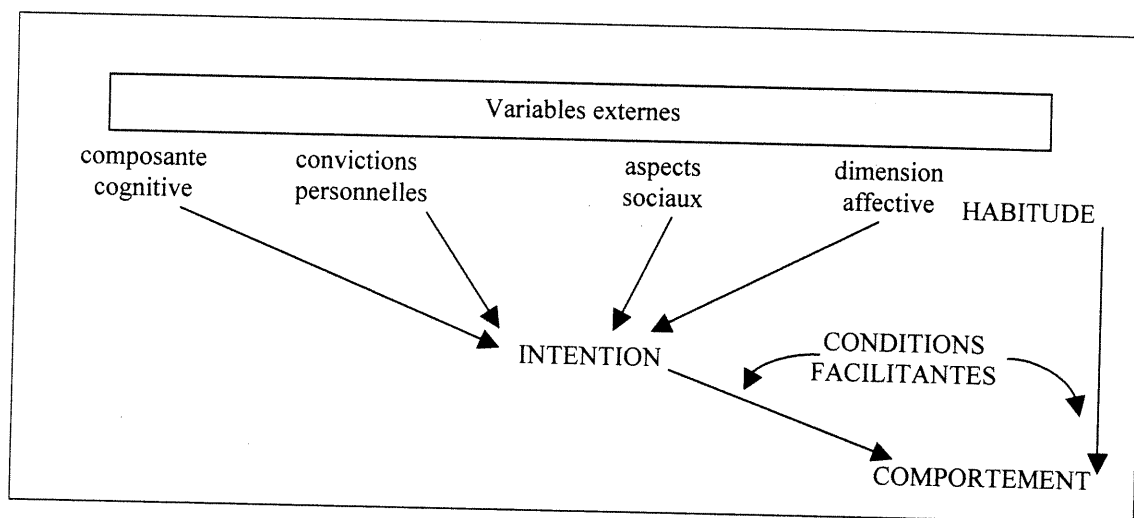 Variables externes
composante
cognitive
convictions
personnelles
aspects
sociaux
dimension
affective
HABITUDE
INTENTION
CONDITIONS
FACILITANTES
COMPORTEMENT